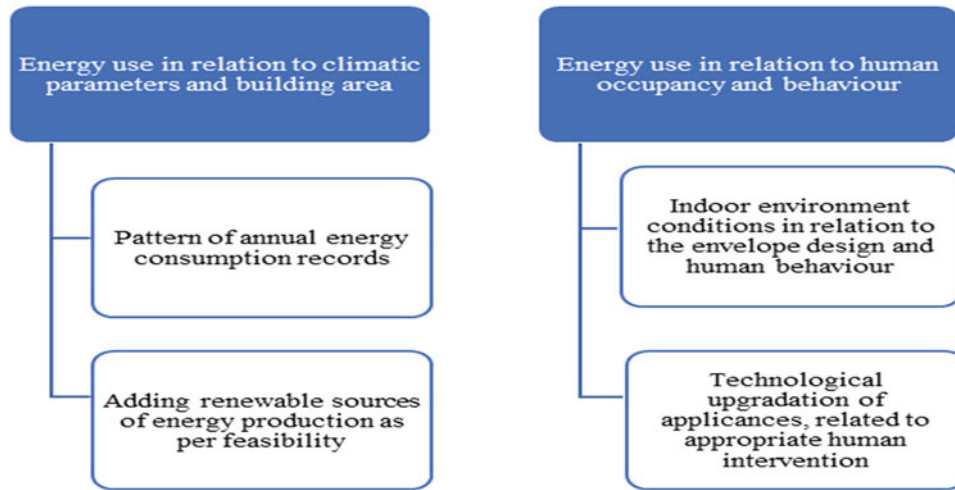 Energy use in relation to climatic
parameters and building area
Pattern of annual energy
consumption records
Adding renewable sources
of energy production as
per feasibility
Energy use in relation to human
occupancy and behaviour
Indoor environment
conditions in relation to
the envelope design and
human behaviour
Technological
upgradation of
applicances, related to
appropriate human
intervention